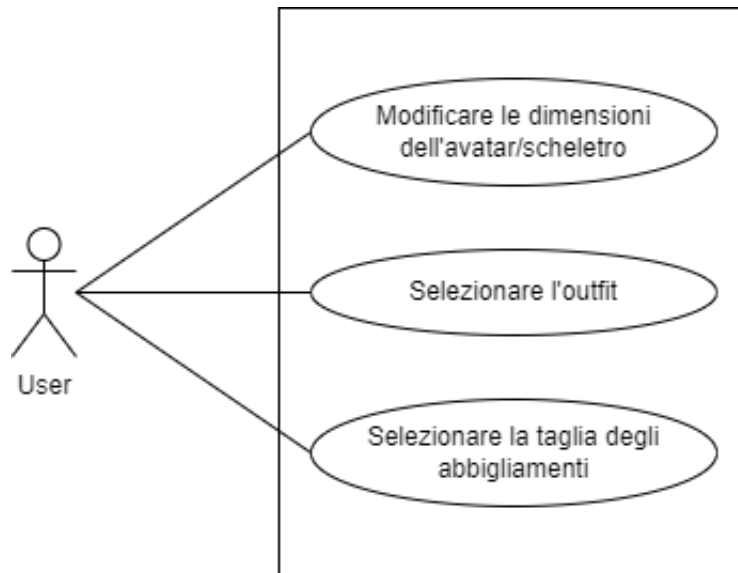 Modificare le dimensioni
dell'avatar/scheletro
Selezionare l'outfit
User
Selezionare la taglia degli
abbigliamenti